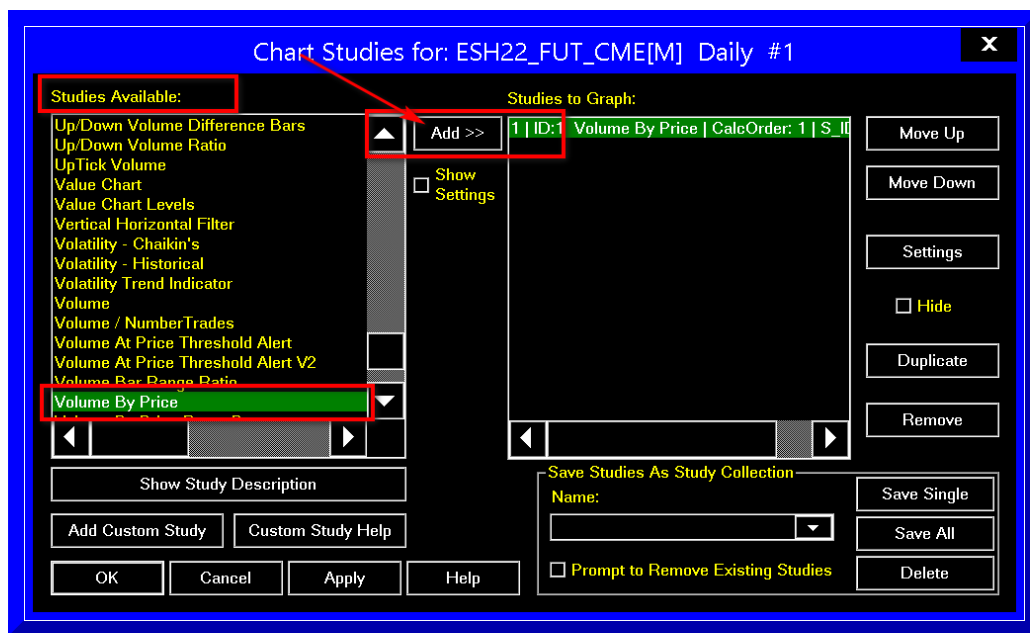 Chart Studies for: ESH22_FUT_CME[M] Daily #1
X
Studies Available:
Up/Down Volume Difference Bars
Up/Down Volume Ratio
UpTick Volume
Value Chart
Value Chart Levels
Vertical Horizontal Filter
Volatility - Chaikin's
Volatility - Historical
Volatility Trend Indicator
Volume
Volume / NumberTrades
Volume At Price Threshold Alert
Volume At Price Threshold Alert V2
Volume Bar Range Ratio
Volume By Price
Show Study Description
Add Custom Study
Custom Study Help
OK
Cancel
Apply
Help
Add >>
Show
Settings
Studies to Graph:
1 | ID:1 Volume By Price | CalcOrder: 1 | S_ID
Move Up
Move Down
Settings
Hide
Duplicate
Remove
Save Studies As Study Collection
Name:
Prompt to Remove Existing Studies
Save Single
Save All
Delete